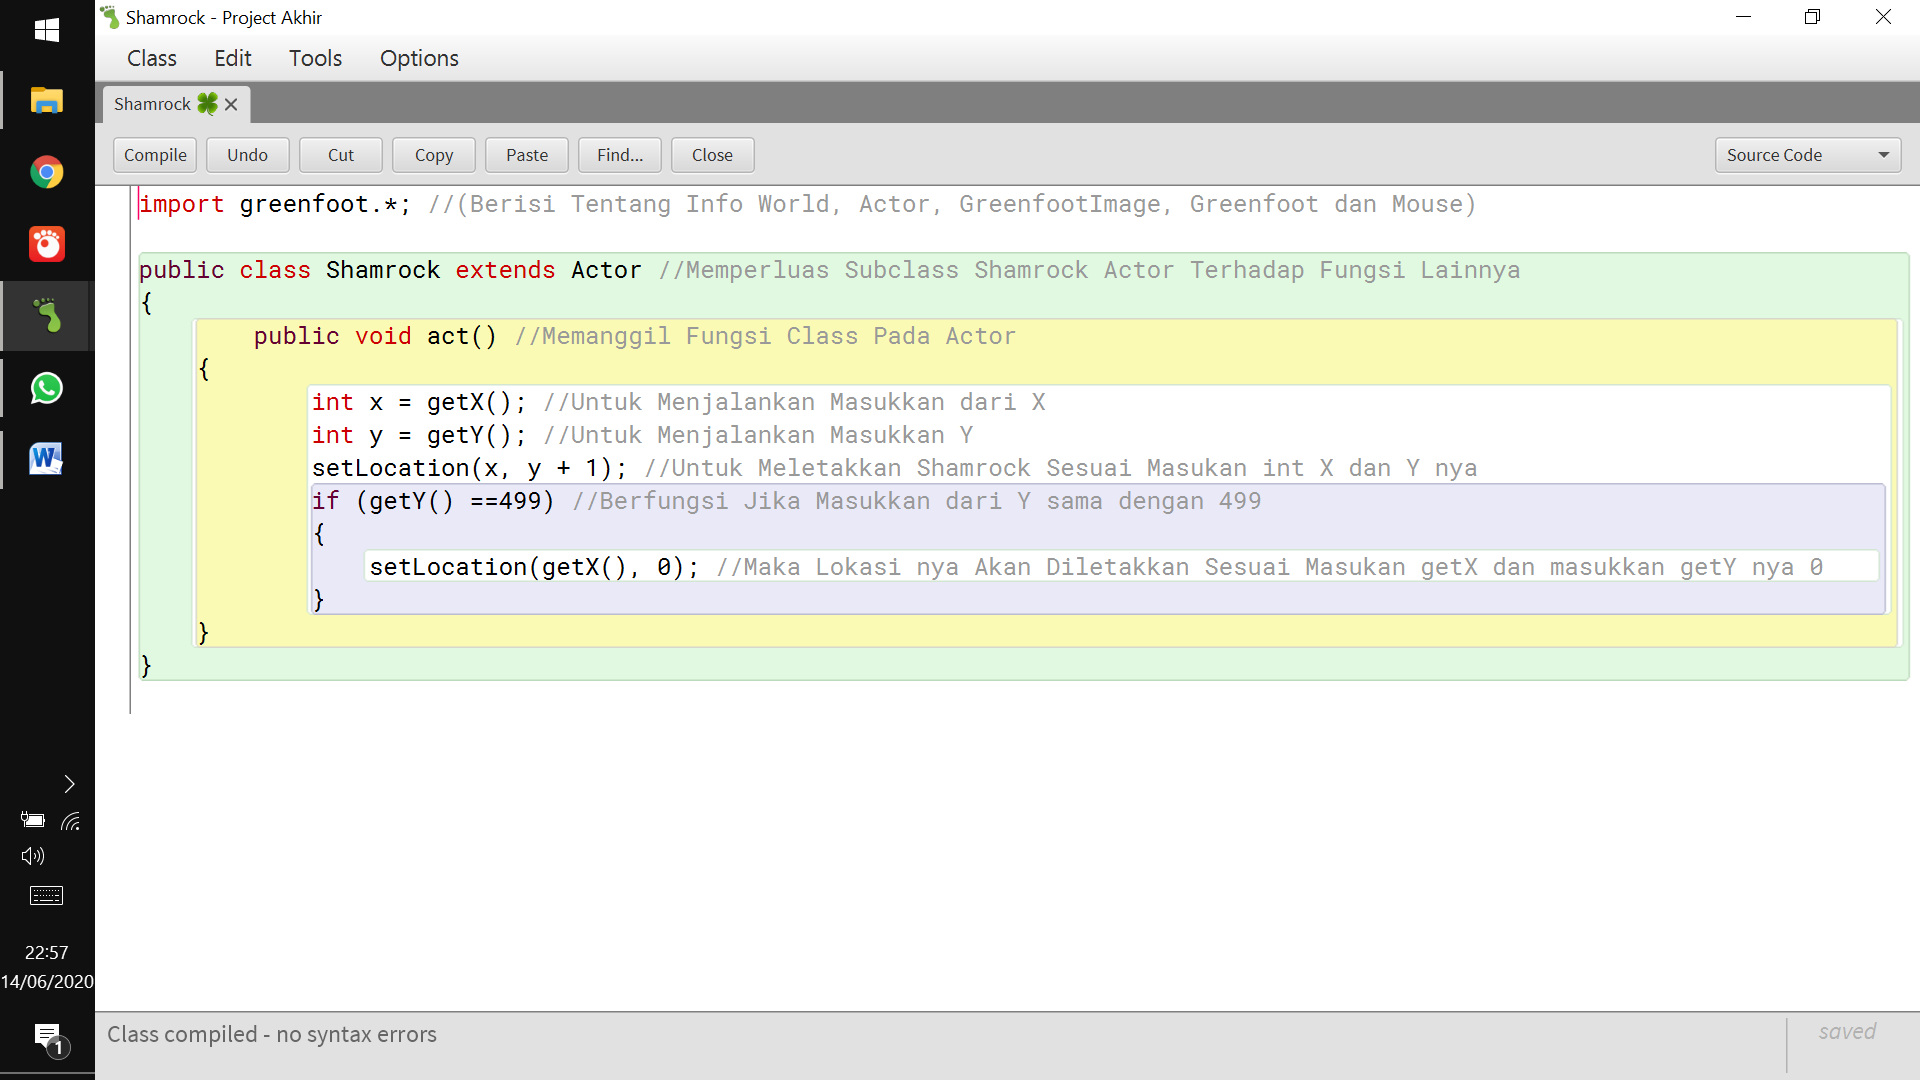 Shamrock - Project Akhir
Class Edit Tools Options
Shamrock
Compile Undo Cut Copy Paste Find... Close Source Code
import greenfoot.*; //(Berisi Tentang Info World, Actor, GreenfootImage, Greenfoot dan Mouse)
public class Shamrock extends Actor //Memperluas Subclass Shamrock Actor Terhadap Fungsi Lainnya
{
public void act() //Memanggil Fungsi Class Pada Actor
{
int x = getX(); //Untuk Menjalankan Masukkan dari X
int y = getY(); //Untuk Menjalankan Masukkan Y
setLocation(x, y + 1); //Untuk Meletakkan Shamrock Sesuai Masukan int X dan Y nya
if (getY() ==499) //Berfungsi Jika Masukkan dari Y sama dengan 499
{
setLocation(getX(), 0); //Maka Lokasi nya Akan Diletakkan Sesuai Masukan getX dan masukkan getY nya 0
}
}
}
W
22:57
14/06/2020
1
Class compiled - no syntax errors
saved